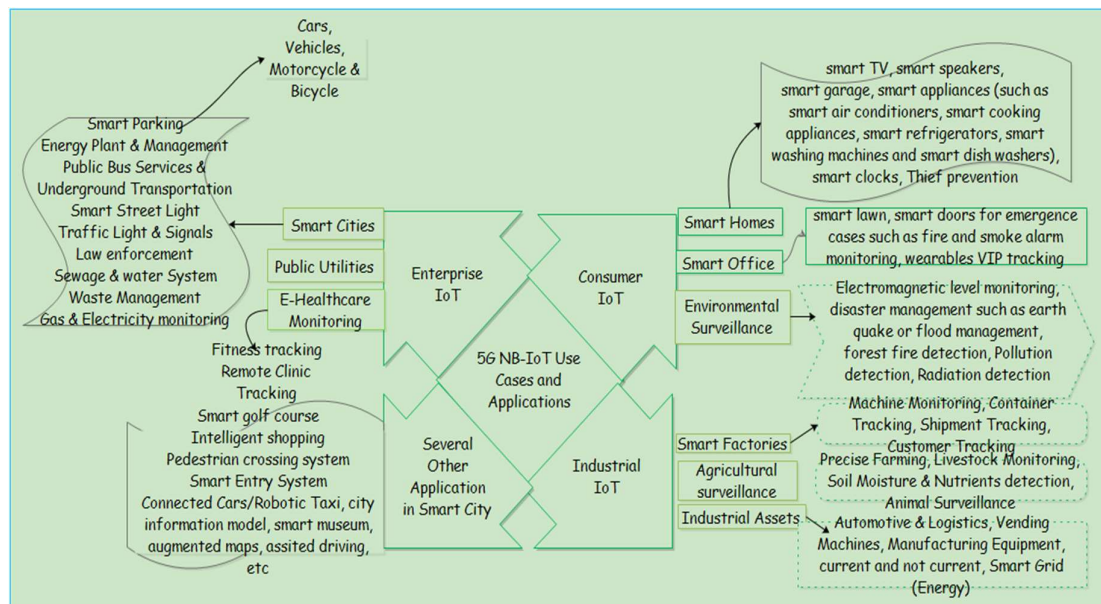 Cars,
Vehicles,
Motorcycle &
Bicycle
Smart Parking
Energy Plant & Management
Public Bus Services &
Underground Transportation
Smart Street Light
Traffic Light & Signals
Law enforcement
Sewage & water System
Waste Management
Gas & Electricity monitoring
Smart Cities
Public Utilities
E-Healthcare
Monitoring
Fitness tracking
Remote Clinic
Tracking
Enterprise
IoT
Consumer
IoT
5G NB-IoT Use
Cases and
Applications
Several
Other
Application
in Smart City
Industrial
IoT
Smart golf course
Intelligent shopping
Pedestrian crossing system
Smart Entry System
Connected Cars/Robotic Taxi, city
information model, smart museum,
augmented maps, assited driving,
etc
smart TV, smart speakers,
smart garage, smart appliances (such as
smart air conditioners, smart cooking
appliances, smart refrigerators, smart
washing machines and smart dish washers),
smart clocks, Thief prevention
Smart Homes
Smart Office
smart lawn, smart doors for emergence
cases such as fire and smoke alarm
monitoring, wearables VIP tracking
Environmental
Surveillance
Electromagnetic level monitoring,
disaster management such as earth
quake or flood management,
forest fire detection, Pollution
detection, Radiation detection
Smart Factories
Machine Monitoring, Container
Tracking, Shipment Tracking,
Customer Tracking
Agricultural
surveillance
Precise Farming, Livestock Monitoring,
Soil Moisture & Nutrients detection,
Animal Surveillance
Industrial Assets
Automotive & Logistics, Vending
Machines, Manufacturing Equipment,
current and not current, Smart Grid
(Energy)